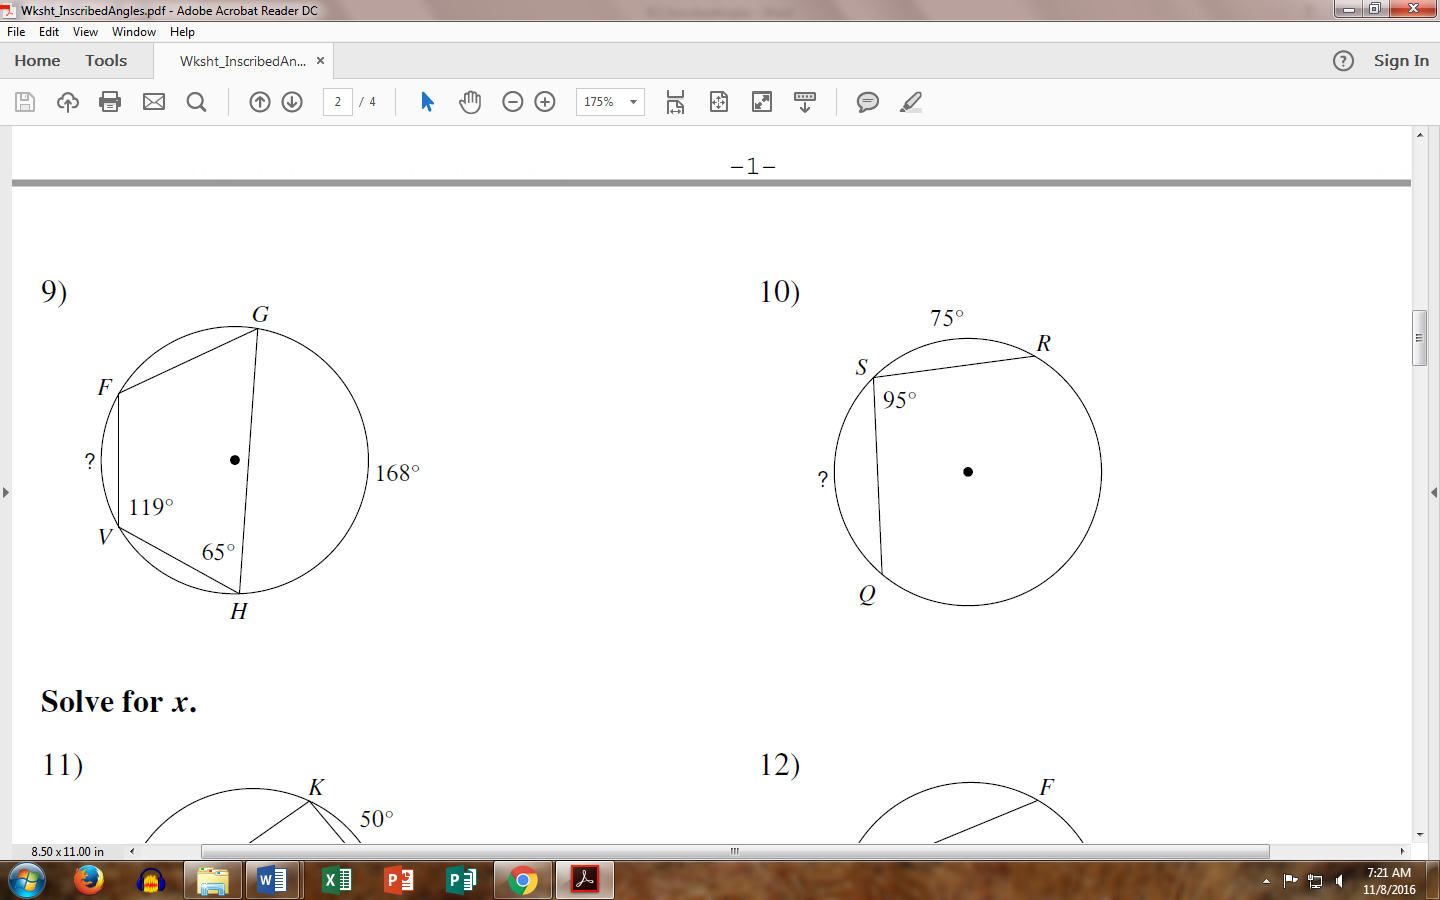 Wksht_InscribedAngles.pdf - Adobe Acrobat Reader DC
File Edit View Window Help
Home Tools Wksht_InscribedAn... × ? Sign In
2 / 4 175%
-1-
9)
G
F
?
168°
119°
V
65°
H
10)
75°
R
S
95°
?
Q
Solve for x.
11)
K
50°
12)
F
8.50 x 11.00 in
7:21 AM
11/8/2016